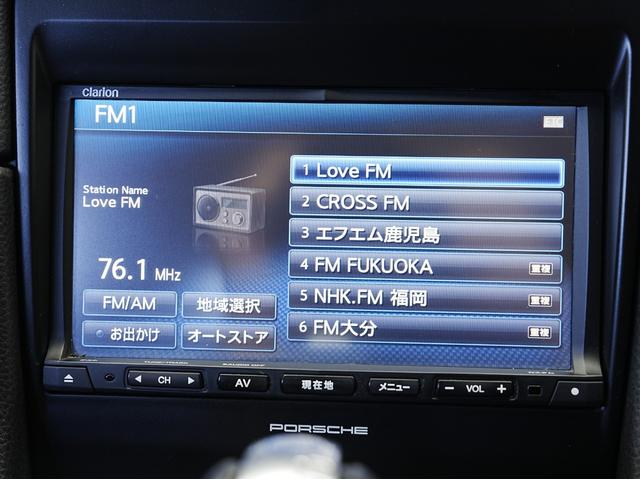 Clarion
FM1
Station Name
Love FM
76.1 MHz
FM/AM
地域選択
お出かけ
オートストア
1 Love FM
2 CROSS FM
3 エフエム鹿児島
4 FM FUKUOKA 重複
5 NHK.FM 福岡 重複
6 FM大分 重複
CH
AV
現在地
メニュー
− VOL +
PORSCHE